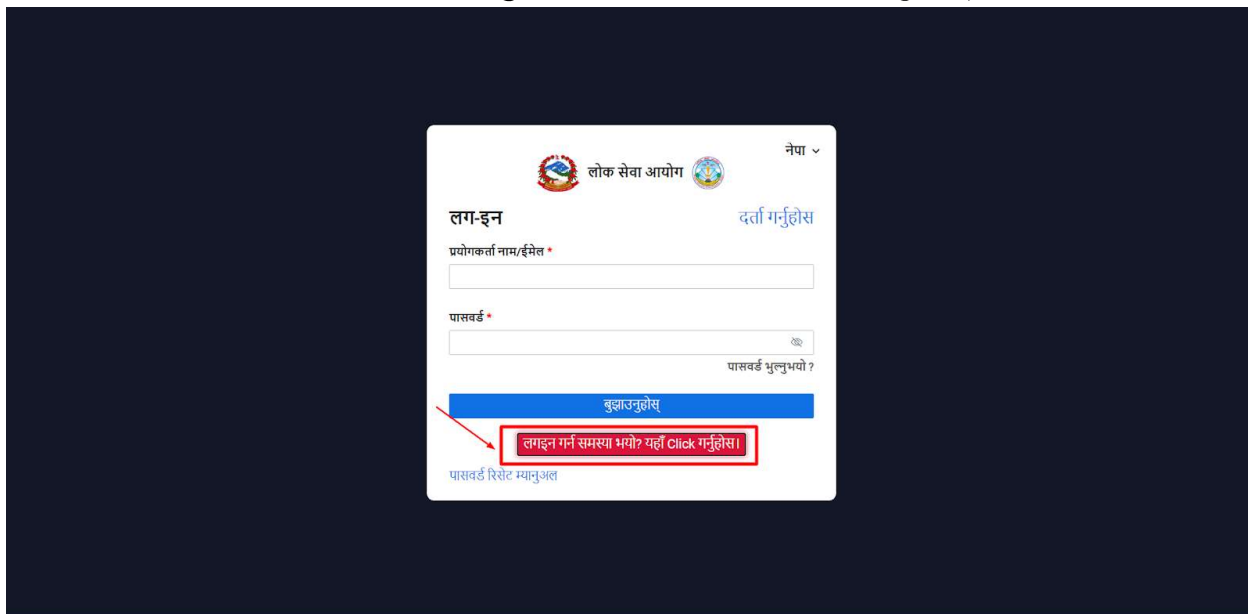 नेपा
लोक सेवा आयोग
लग-इन
दर्ता गर्नुहोस
प्रयोगकर्ता नाम/ईमेल *
पासवर्ड *
पासवर्ड भुल्नुभयो ?
बुझाउनुहोस्
लगइन गर्न समस्या भयो? यहाँ Click गर्नुहोस।
पासवर्ड रिसेट म्यानुअल